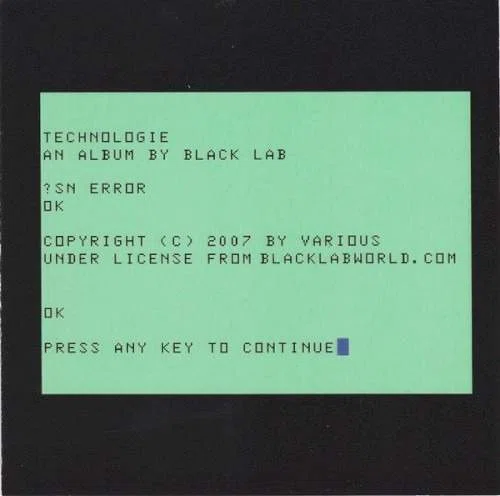 TECHNOLOGIE
AN ALBUM BY BLACK LAB
?SN ERROR
OK
COPYRIGHT (C) 2007 BY VARIOUS
UNDER LICENSE FROM BLACKLABWORLD.COM
OK
PRESS ANY KEY TO CONTINUE